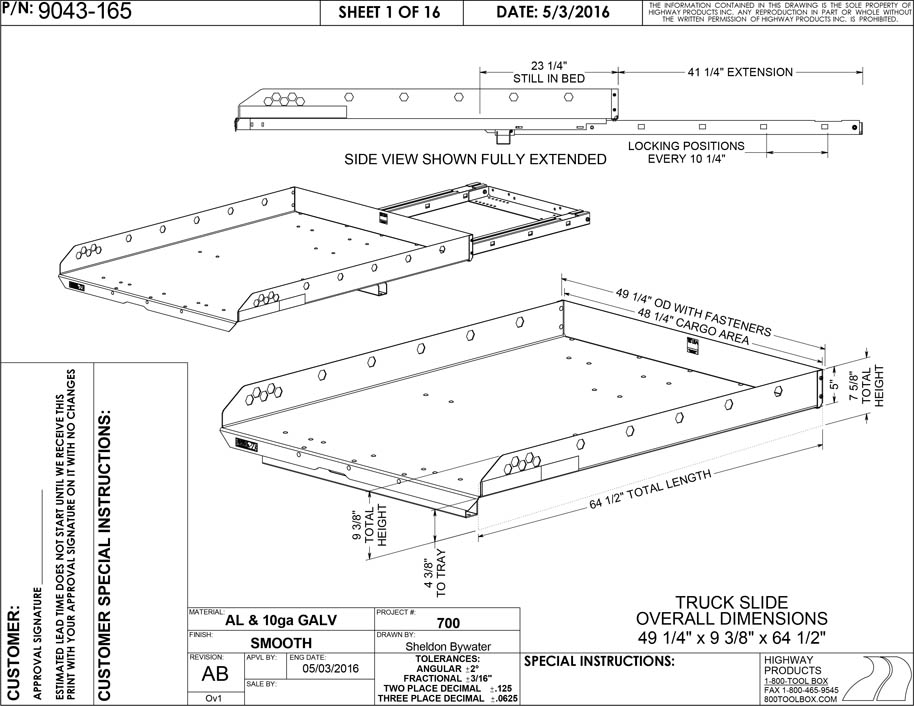 P/N: 9043-165
SHEET 1 OF 16
DATE: 5/3/2016
THE INFORMATION CONTAINED IN THIS DRAWING IS THE SOLE PROPERTY OF
HIGHWAY PRODUCTS INC. ANY REPRODUCTION IN PART OR WHOLE WITHOUT
THE WRITTEN PERMISSION OF HIGHWAY PRODUCTS INC. IS PROHIBITED.
23 1/4"
STILL IN BED
41 1/4" EXTENSION
LOCKING POSITIONS
EVERY 10 1/4"
SIDE VIEW SHOWN FULLY EXTENDED
49 1/4" OD WITH FASTENERS
48 1/4" CARGO AREA
5"
7 5/8"
TOTAL
HEIGHT
64 1/2" TOTAL LENGTH
9 3/8"
TOTAL
HEIGHT
4 3/8"
TO TRAY
CUSTOMER:
APPROVAL SIGNATURE
ESTIMATED LEAD TIME DOES NOT START UNTIL WE RECEIVE THIS
PRINT WITH YOUR APPROVAL SIGNATURE ON IT WITH NO CHANGES
CUSTOMER SPECIAL INSTRUCTIONS:
TRUCK SLIDE
OVERALL DIMENSIONS
49 1/4" x 9 3/8" x 64 1/2"
MATERIAL:
AL & 10ga GALV
PROJECT #:
700
FINISH:
SMOOTH
DRAWN BY:
Sheldon Bywater
REVISION:
AB
Ov1
APVL BY:
ENG DATE:
05/03/2016
SALE BY:
TOLERANCES:
ANGULAR ±2°
FRACTIONAL ±3/16"
TWO PLACE DECIMAL ±.125
THREE PLACE DECIMAL ±.0625
SPECIAL INSTRUCTIONS:
HIGHWAY
PRODUCTS
1-800-TOOL BOX
FAX 1-800-465-9545
800TOOLBOX.COM